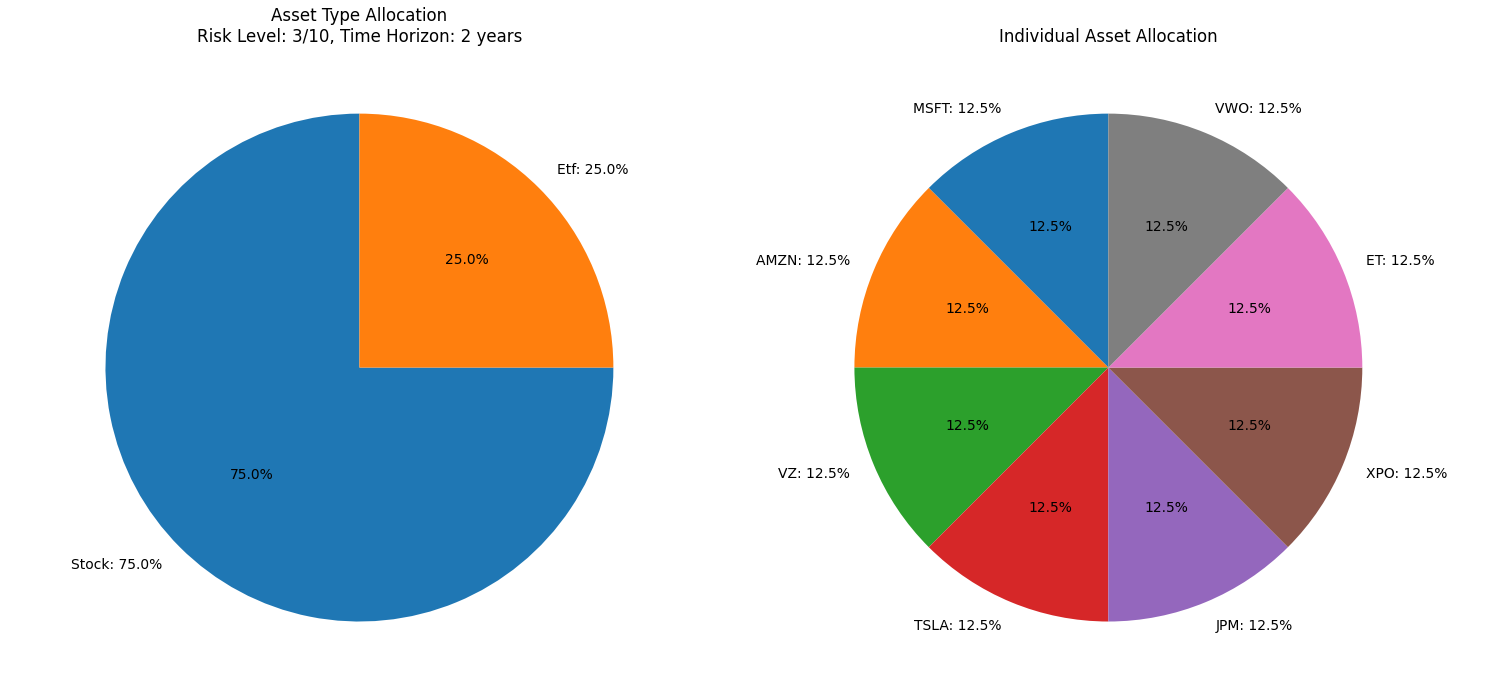 Asset Type Allocation
Risk Level: 3/10, Time Horizon: 2 years
Etf: 25.0%
25.0%
75.0%
Stock: 75.0%
Individual Asset Allocation
MSFT: 12.5%
VWO: 12.5%
12.5%
12.5%
AMZN: 12.5%
ET: 12.5%
12.5%
12.5%
12.5%
12.5%
VZ: 12.5%
XPO: 12.5%
12.5%
12.5%
TSLA: 12.5%
JPM: 12.5%